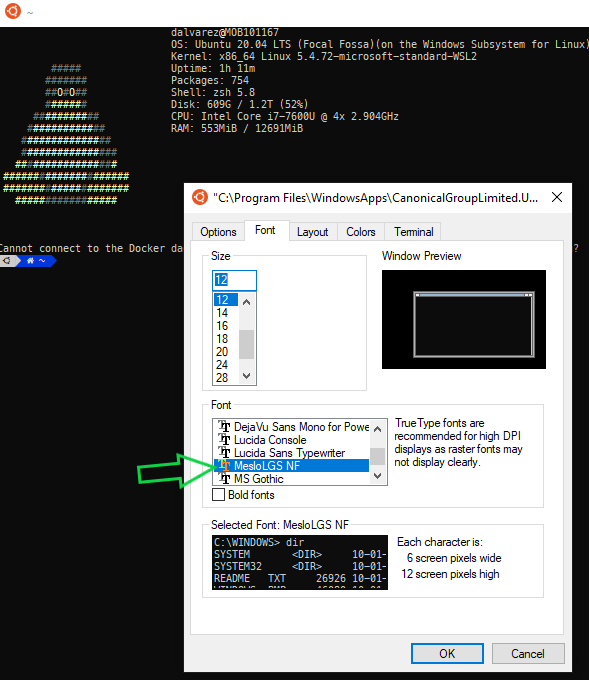 ~
dalvarez@MOB101167
OS: Ubuntu 20.04 LTS (Focal Fossa)(on the Windows Subsystem for Linux)
Kernel: x86_64 Linux 5.4.72-microsoft-standard-WSL2
Uptime: 1h 11m
Packages: 754
Shell: zsh 5.8
Disk: 609G / 1.2T (52%)
CPU: Intel Core i7-7600U @ 4x 2.904GHz
RAM: 553MiB / 12691MiB
Cannot connect to the Docker ?
~
"C:\Program Files\WindowsApps\CanonicalGroupLimited.U...
Options Font Layout Colors Terminal
Size
12
12
14
16
18
20
24
28
Window Preview
Font
DejaVu Sans Mono for Powe
Lucida Console
Lucida Sans Typewriter
MesloLGS NF
MS Gothic
Bold fonts
TrueType fonts are
recommended for high DPI
displays as raster fonts may
not display clearly.
Selected Font: MesloLGS NF
C:\WINDOWS> dir
SYSTEM <DIR> 10-01-
SYSTEM32 <DIR> 10-01-
README TXT 26926 10-01-
Each character is:
6 screen pixels wide
12 screen pixels high
OK Cancel